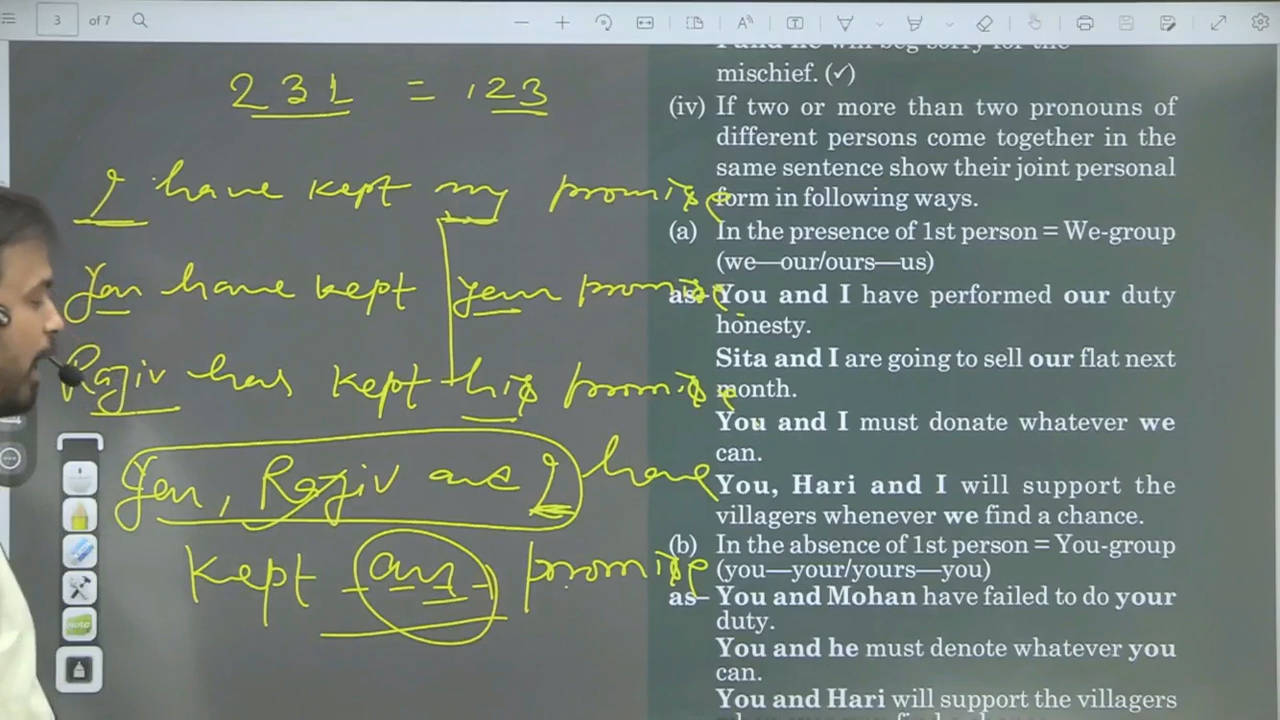 3 of 7
231 = 123
I have kept my promise
You have kept your promise
Rajiv has kept his promise
You, Rajiv and I have
kept our promise
mischief. (✓)
(iv) If two or more than two pronouns of
different persons come together in the
same sentence show their joint personal
form in following ways.
(a) In the presence of 1st person = We-group
(we—our/ours—us)
as– You and I have performed our duty
honesty.
Sita and I are going to sell our flat next
month.
You and I must donate whatever we
can.
You, Hari and I will support the
villagers whenever we find a chance.
(b) In the absence of 1st person = You-group
(you—your/yours—you)
as– You and Mohan have failed to do your
duty.
You and he must denote whatever you
can.
You and Hari will support the villagers